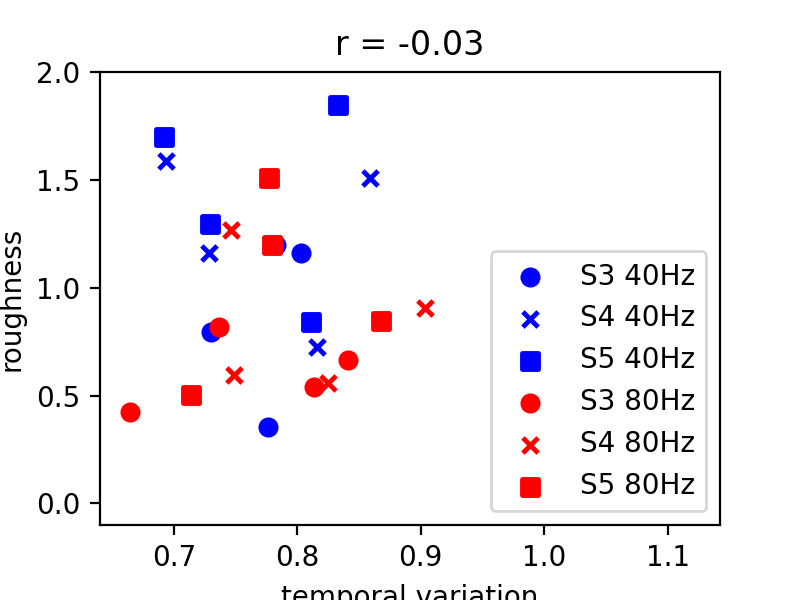 r = -0.03
2.0
1.5
1.0
0.5
0.0
roughness
S3 40Hz
S4 40Hz
S5 40Hz
S3 80Hz
S4 80Hz
S5 80Hz
0.7 0.8 0.9 1.0 1.1
temporal variation